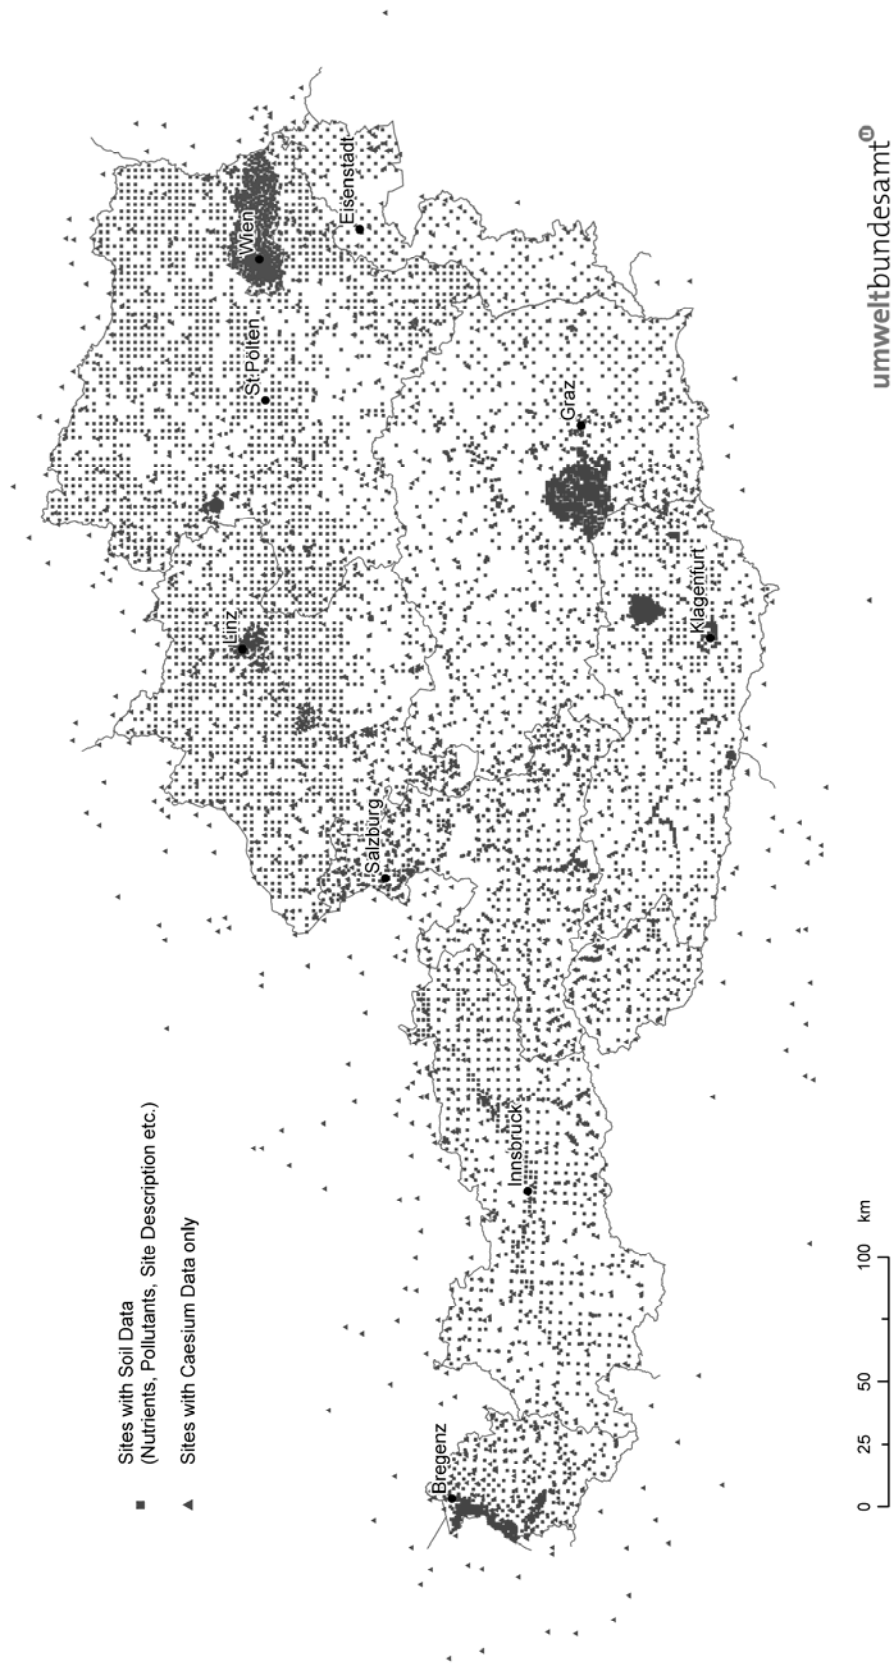 Sites with Soil Data
(Nutrients, Pollutants, Site Description etc.)
Sites with Caesium Data only
Wien
St.Pölten
Linz
Eisenstadt
Salzburg
Bregenz
Innsbruck
Graz
Klagenfurt
0 25 50 100 km
umweltbundesamt